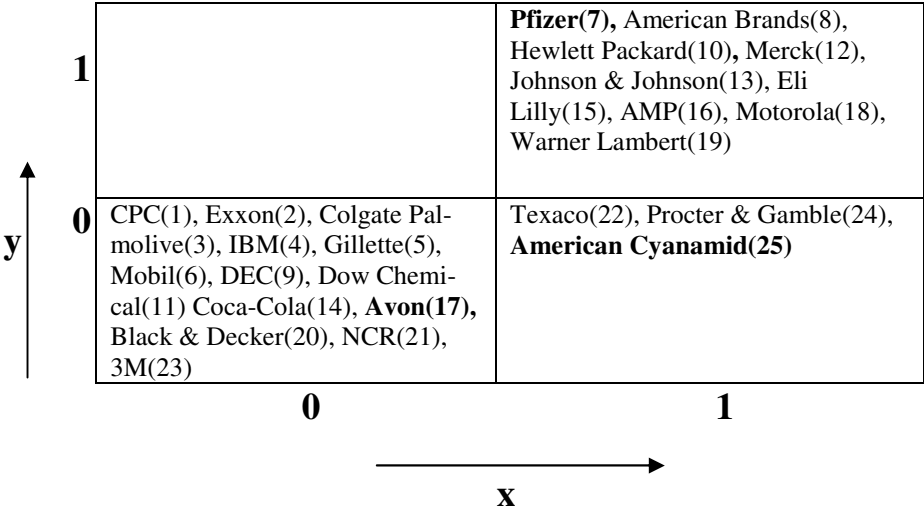 1
Pfizer(7), American Brands(8),
Hewlett Packard(10), Merck(12),
Johnson & Johnson(13), Eli
Lilly(15), AMP(16), Motorola(18),
Warner Lambert(19)
y
0
CPC(1), Exxon(2), Colgate Pal-
molive(3), IBM(4), Gillette(5),
Mobil(6), DEC(9), Dow Chemi-
cal(11) Coca-Cola(14), Avon(17),
Black & Decker(20), NCR(21),
3M(23)
Texaco(22), Procter & Gamble(24),
American Cyanamid(25)
0
1
x